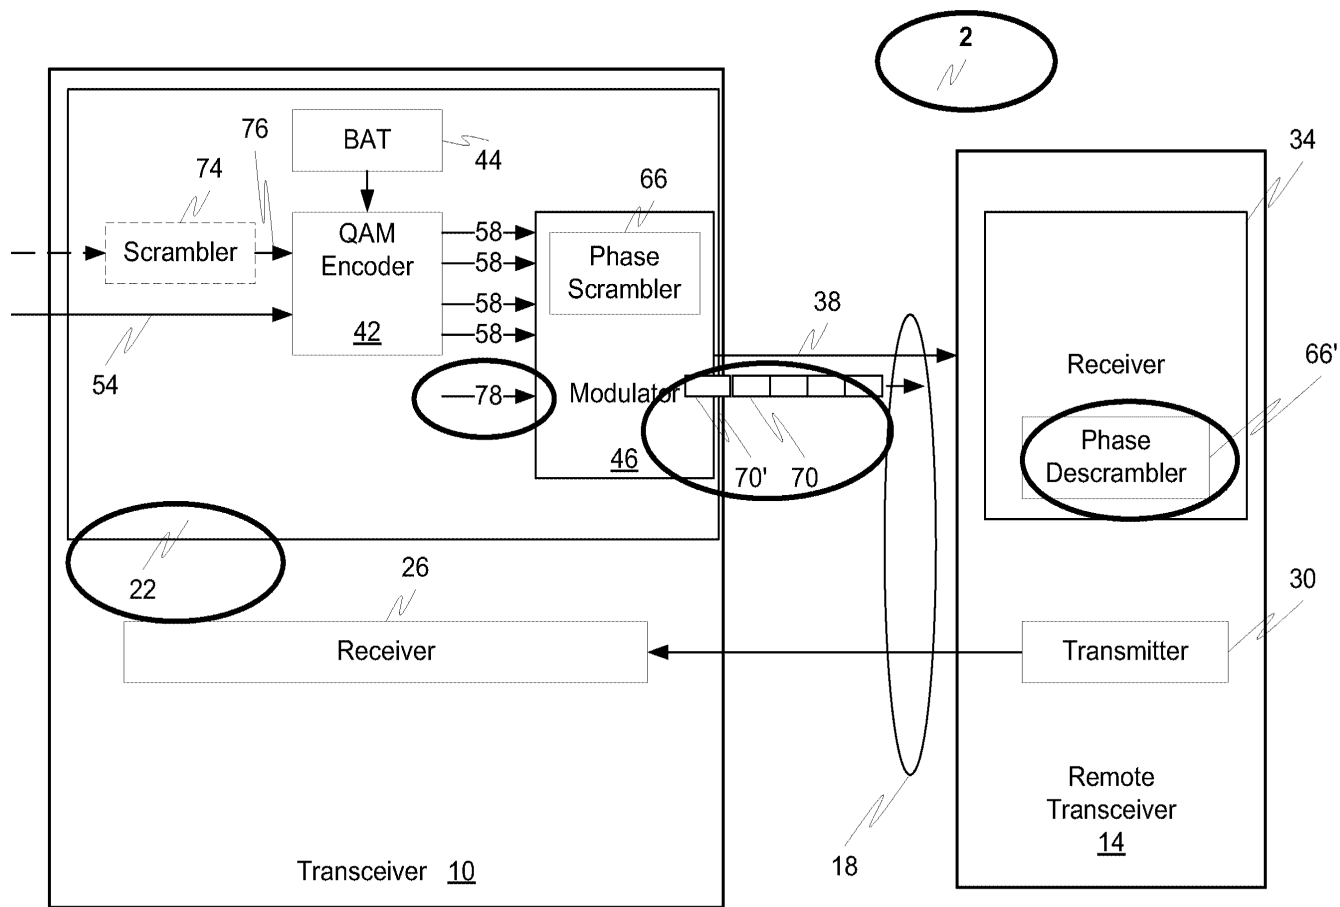 2
76
BAT
44
34
74
66
Scrambler
QAM
Encoder
42
58
58
58
58
Phase
Scrambler
38
54
78
Modulator
46
70'
70
Receiver
66'
Phase
Descrambler
22
26
Receiver
30
Transmitter
18
Remote
Transceiver
14
Transceiver 10